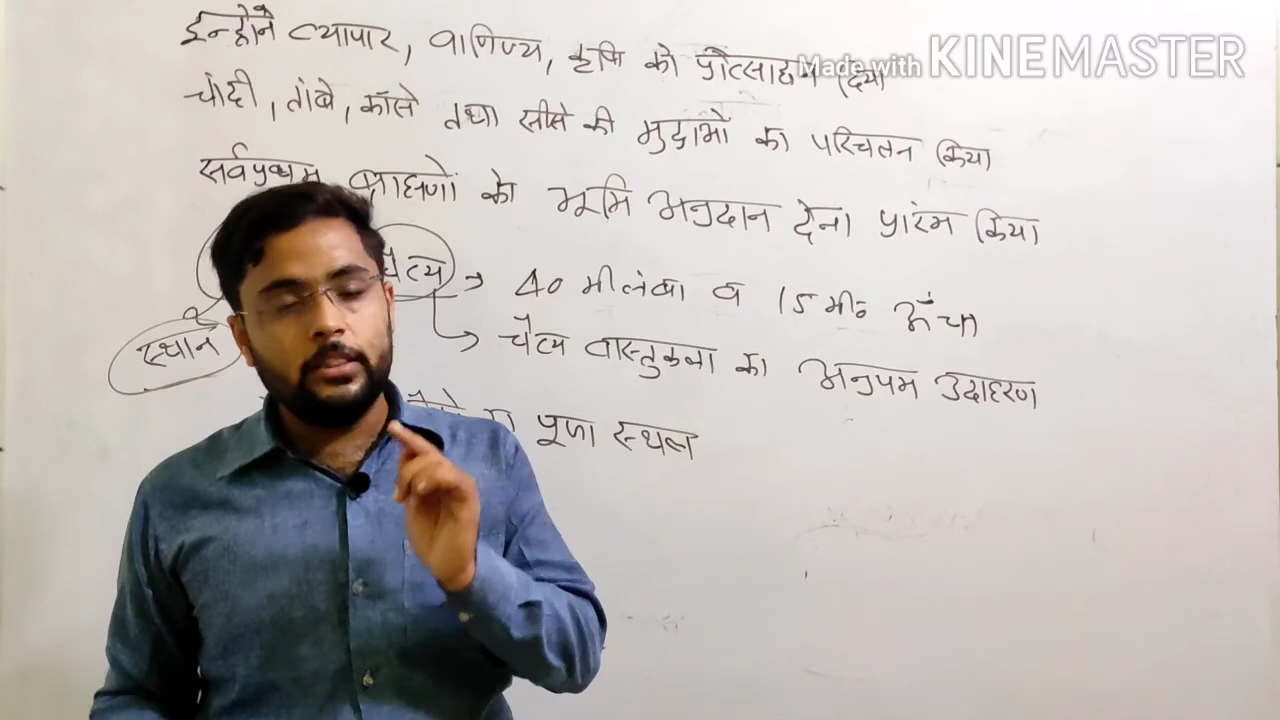 इन्होंने व्यापार, वाणिज्य, कृषि को प्रोत्साहन दिया
Made with KINEMASTER
चांदी, तांबे, काँसे तथा सीसे की मुद्राओं का परिचलन किया
सर्वप्रथम ब्राह्मणों को भूमि अनुदान देना प्रारंभ किया
चैत्य → 40 मी लंबा व 15 मी० ऊँचा
स्थान
→ चैत्य वास्तुकला का अनुपम उदाहरण
पूजा स्थल